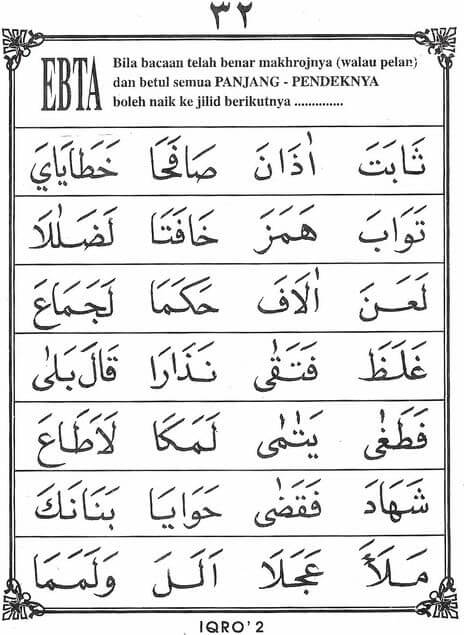 ٣٢
EBTA
Bila bacaan telah benar makhrojnya (walau pelan)
dan betul semua PANJANG - PENDEKNYA
boleh naik ke jilid berikutnya ..............
ثَابَتَ اٰذَانَ صَافَحَا خَطَايَايَ
تَوَابَ هَمَزَ خَافَتَا لَضَلٰلَا
لَعَنَ اٰلَافَ حَكَمَا لَجَمَاعَ
غَلَظَ فَتَقٰى نَذَارَا قَالَ بَلٰى
فَطَغٰى يَتٰمٰى لَمَكَا لَاطَاعَ
شَهَادَ فَقَضٰى حَوَايَا بَنَانَكَ
مَلَأَ عَجَلَا اَلَلَ وَلَمَمَا
IQRO' 2